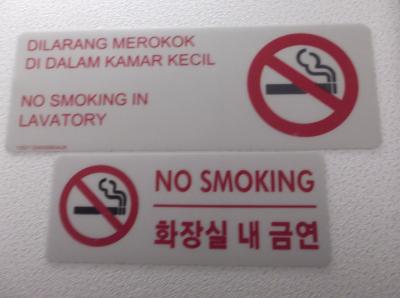 DILARANG MEROKOK
DI DALAM KAMAR KECIL
NO SMOKING IN
LAVATORY
NO SMOKING
화장실 내 금연